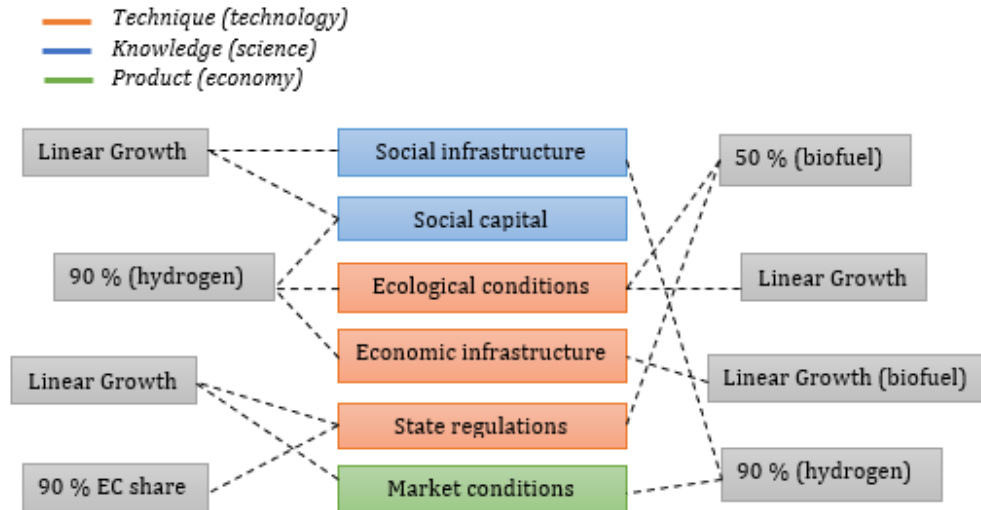 Technique (technology)
Knowledge (science)
Product (economy)
Linear Growth
Social infrastructure
50 % (biofuel)
Social capital
90 % (hydrogen)
Ecological conditions
Linear Growth
Economic infrastructure
Linear Growth
Linear Growth (biofuel)
State regulations
90 % EC share
Market conditions
90 % (hydrogen)